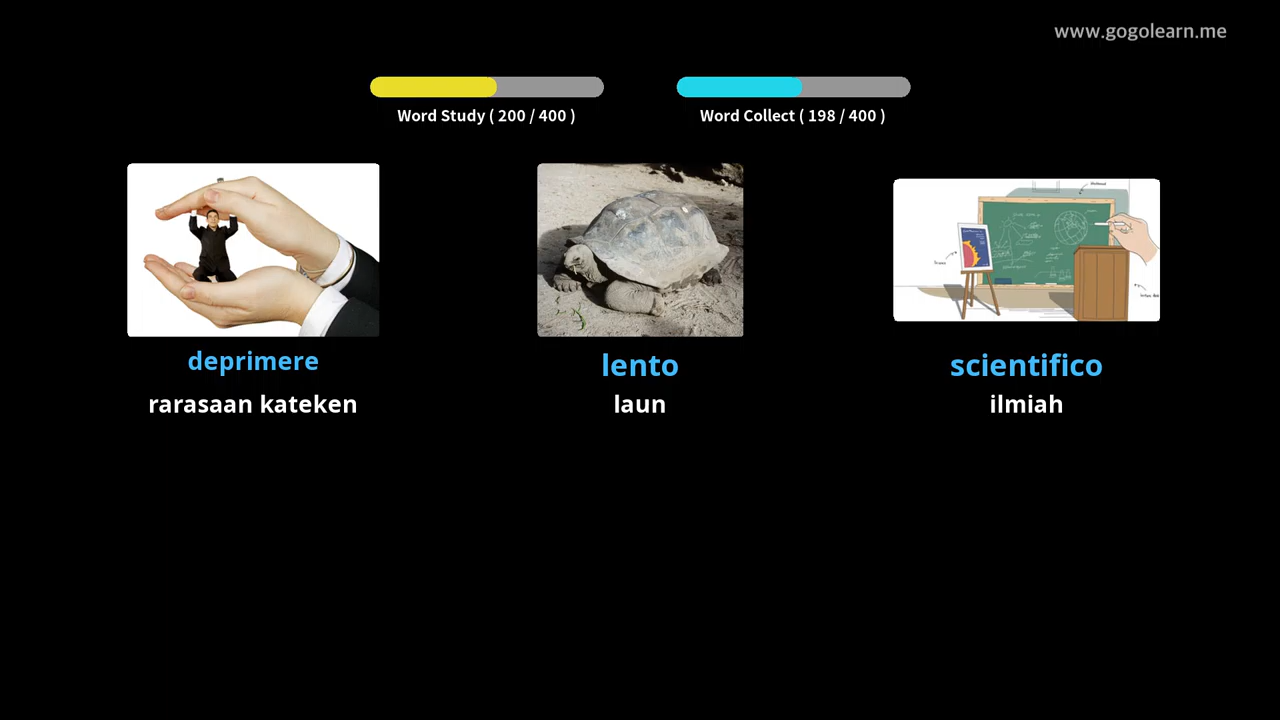 www.gogolearn.me
Word Study ( 200 / 400 )
Word Collect ( 198 / 400 )
deprimere
lento
scientifico
rarasaan kateken
laun
ilmiah